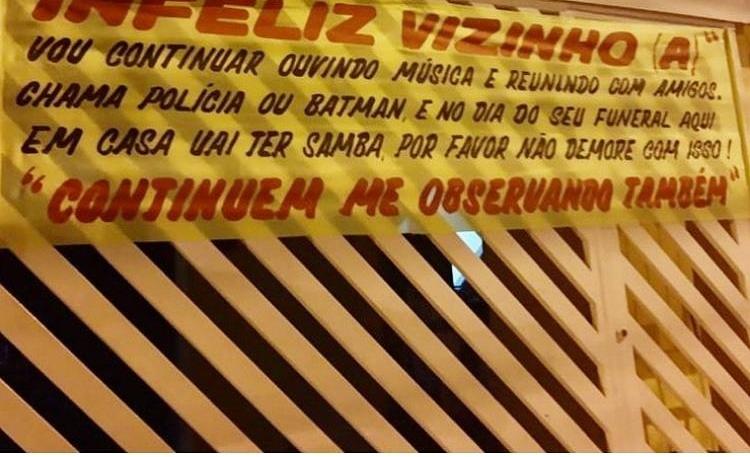 INFELIZ VIZINHO (A)"
VOU CONTINUAR OUVINDO MÚSICA E REUNINDO COM AMIGOS.
CHAMA POLÍCIA OU BATMAN, E NO DIA DO SEU FUNERAL AQUI
EM CASA VAI TER SAMBA, POR FAVOR NÃO DEMORE COM ISSO!
"CONTINUEM ME OBSERVANDO TAMBÉM"